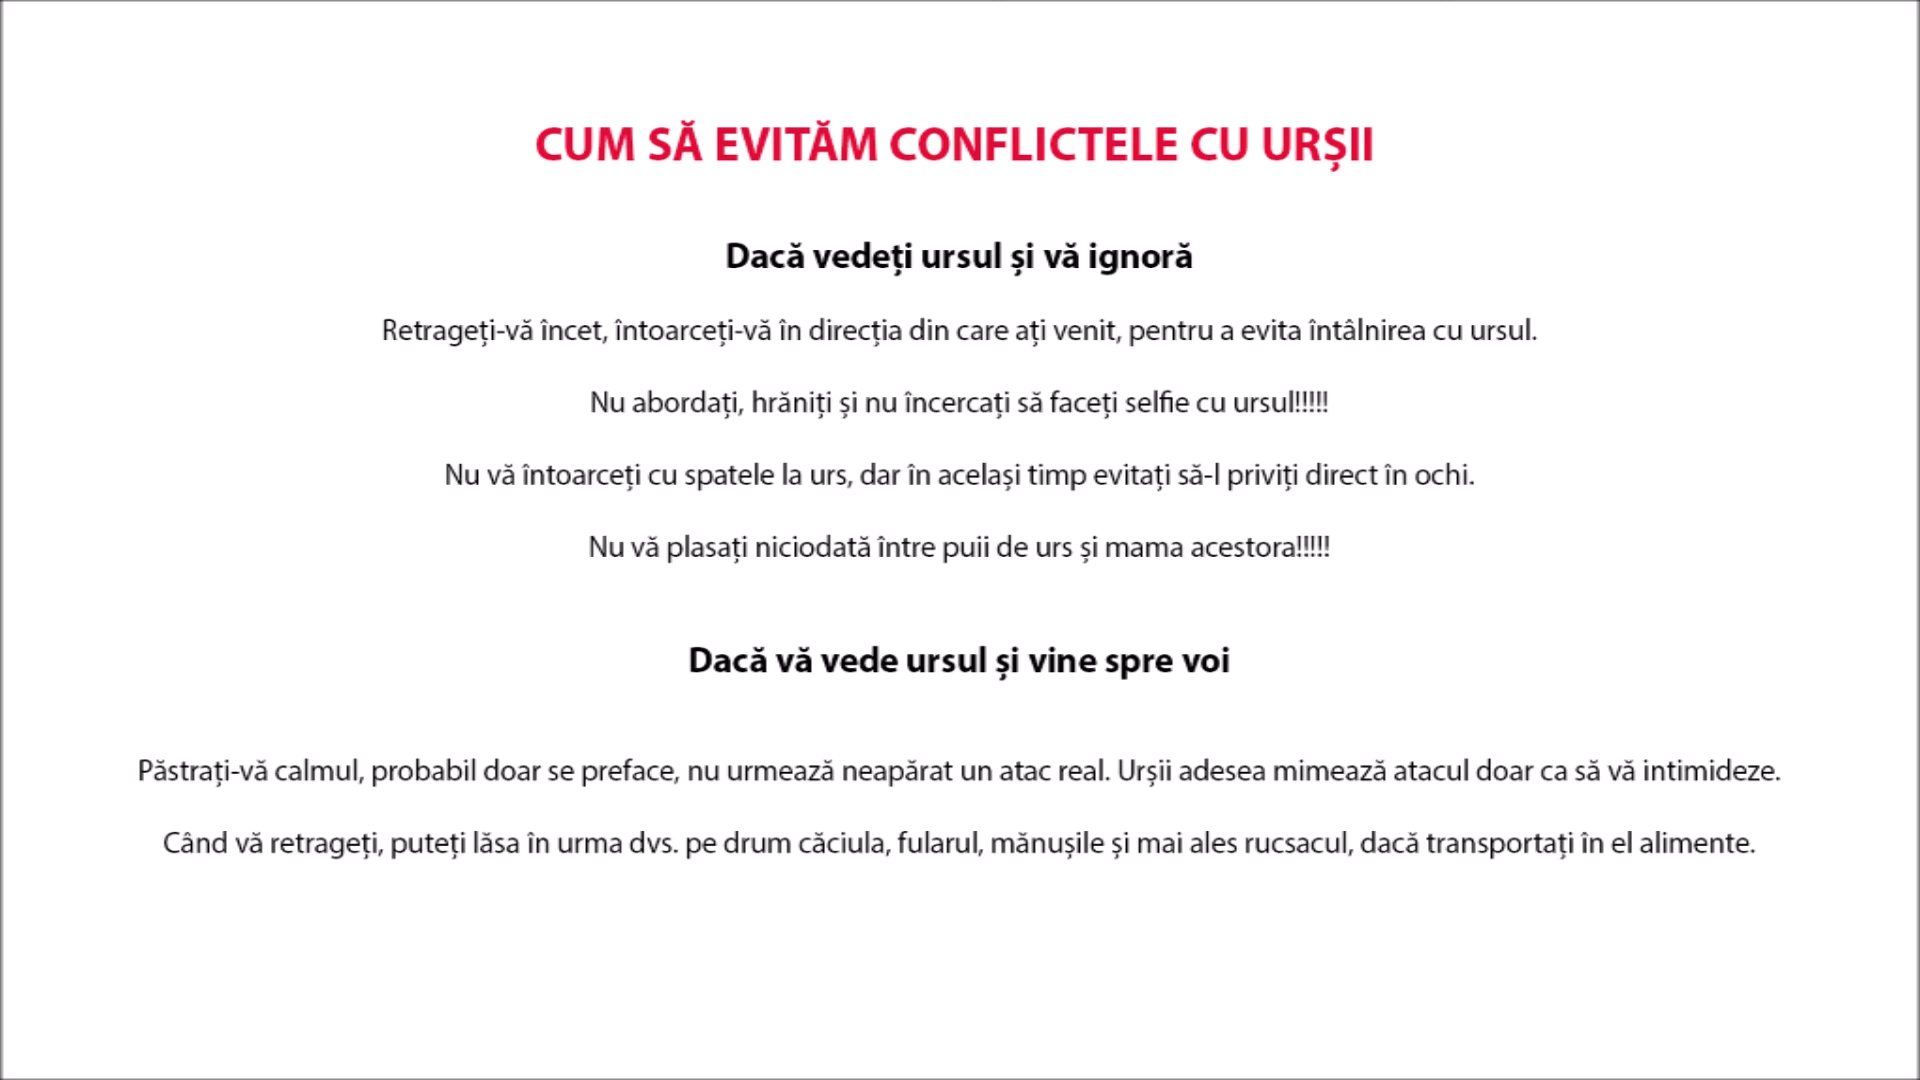 CUM SĂ EVITĂM CONFLICTELE CU URȘII
Dacă vedeți ursul și vă ignoră
Retrageți-vă încet, întoarceți-vă în direcția din care ați venit, pentru a evita întâlnirea cu ursul.
Nu abordați, hrăniți și nu încercați să faceți selfie cu ursul!!!!!
Nu vă întoarceți cu spatele la urs, dar în același timp evitați să-l priviți direct în ochi.
Nu vă plasați niciodată între puii de urs și mama acestora!!!!!
Dacă vă vede ursul și vine spre voi
Păstrați-vă calmul, probabil doar se preface, nu urmează neapărat un atac real. Urșii adesea mimează atacul doar ca să vă intimideze.
Când vă retrageți, puteți lăsa în urma dvs. pe drum căciula, fularul, mănușile și mai ales rucsacul, dacă transportați în el alimente.